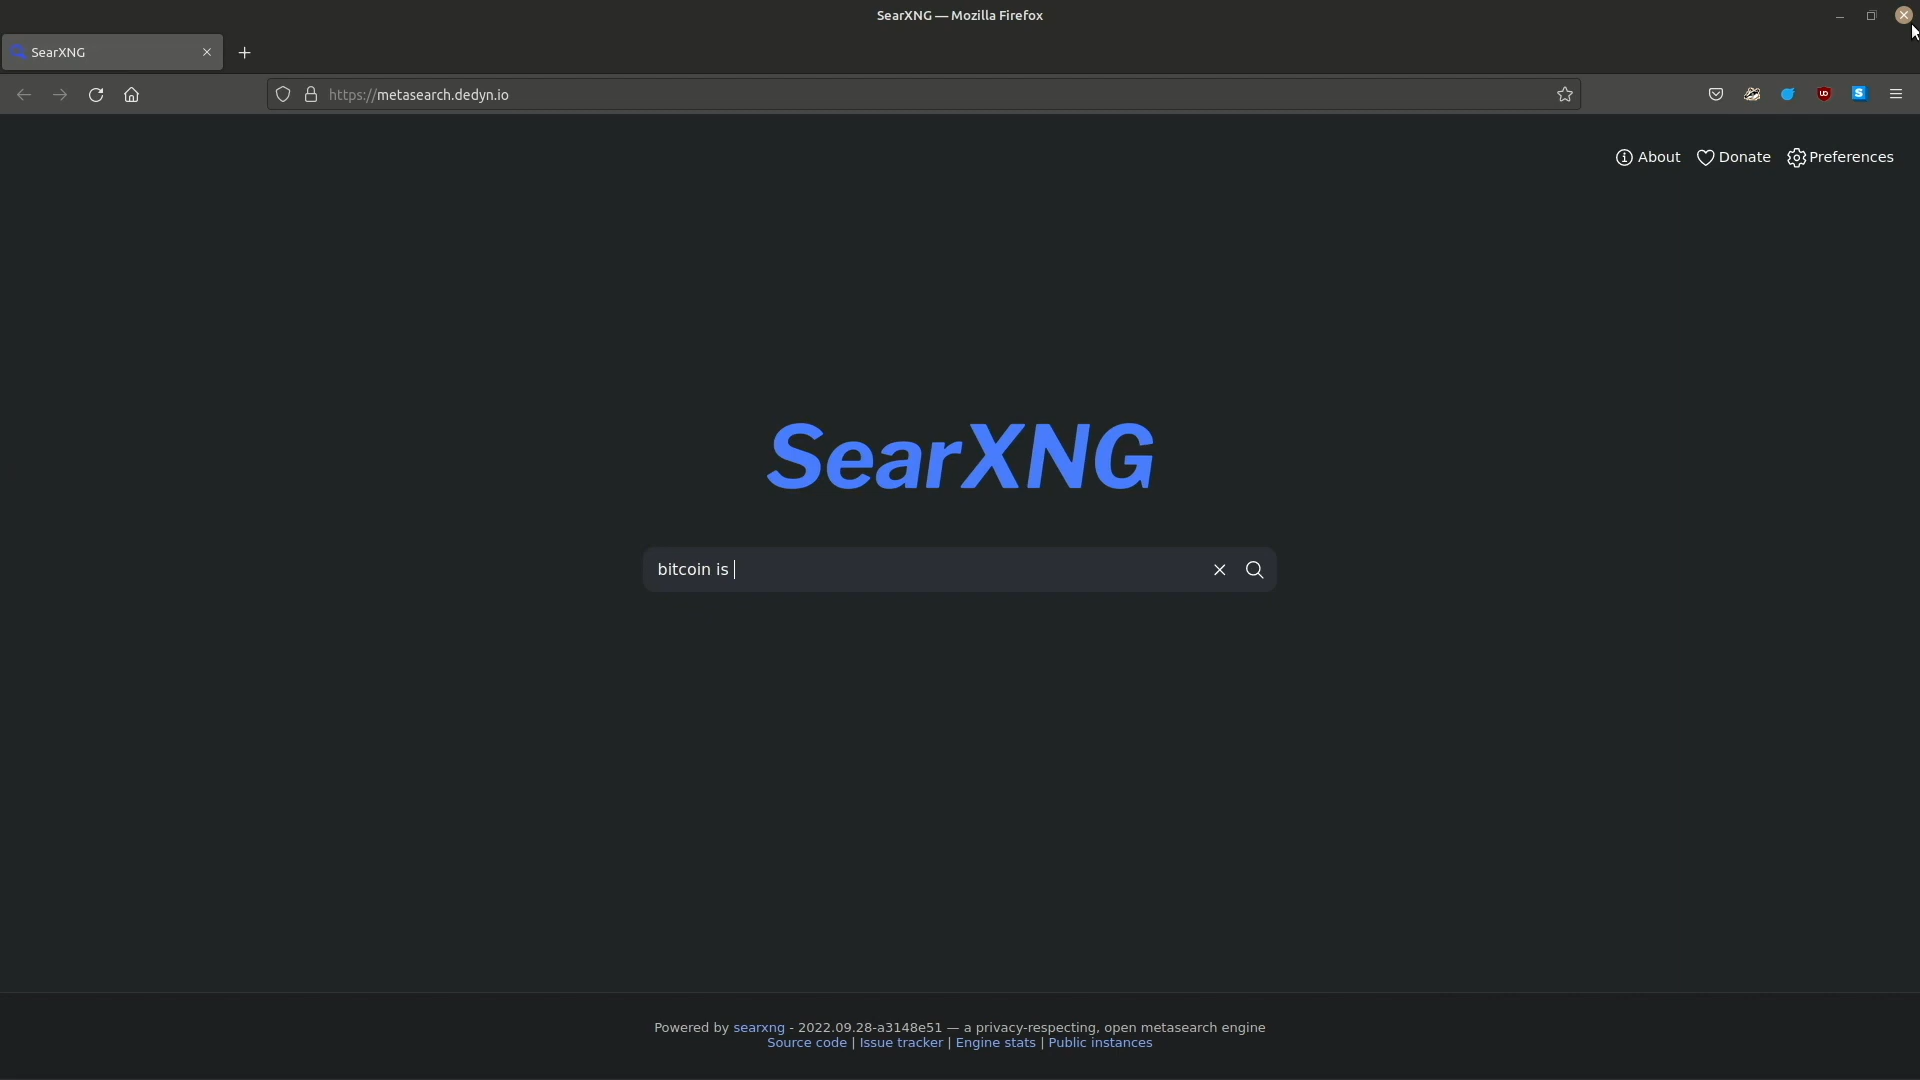 SearXNG — Mozilla Firefox
SearXNG
https://metasearch.dedyn.io
About Donate Preferences
SearXNG
bitcoin is
Powered by searxng - 2022.09.28-a3148e51 — a privacy-respecting, open metasearch engine
Source code | Issue tracker | Engine stats | Public instances